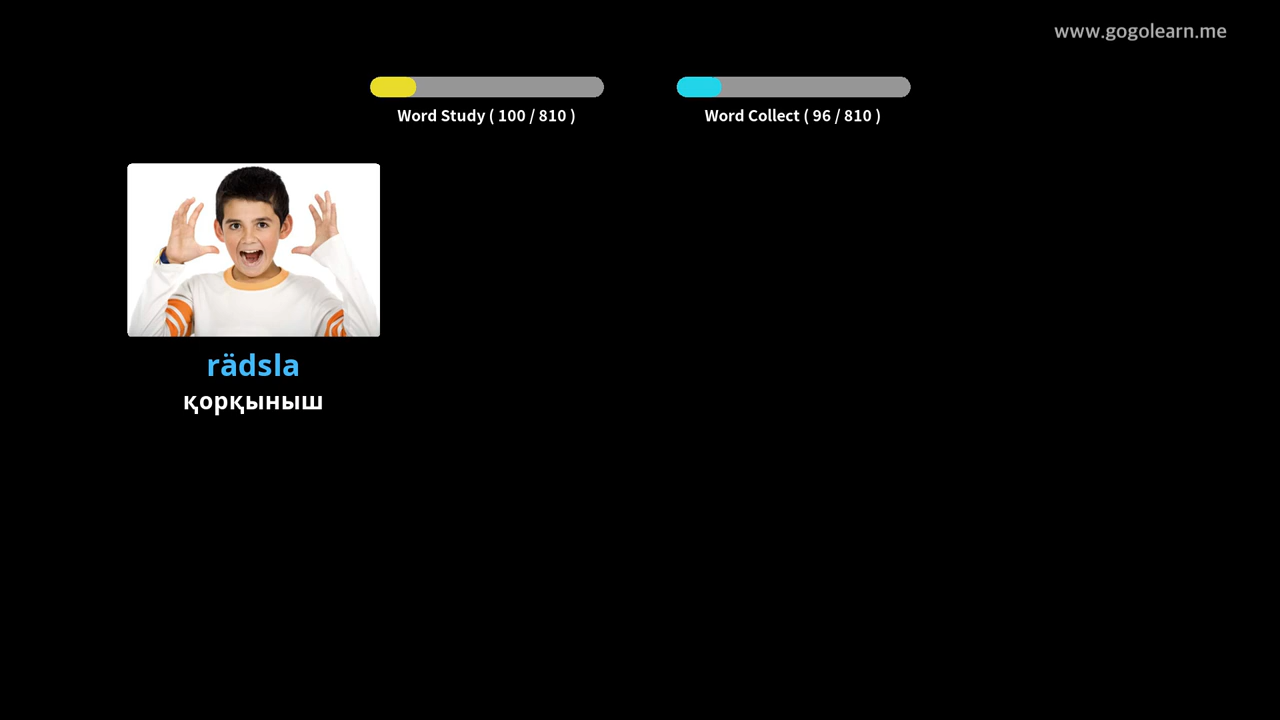 www.gogolearn.me
Word Study ( 100 / 810 )
Word Collect ( 96 / 810 )
rädsla
қорқыныш